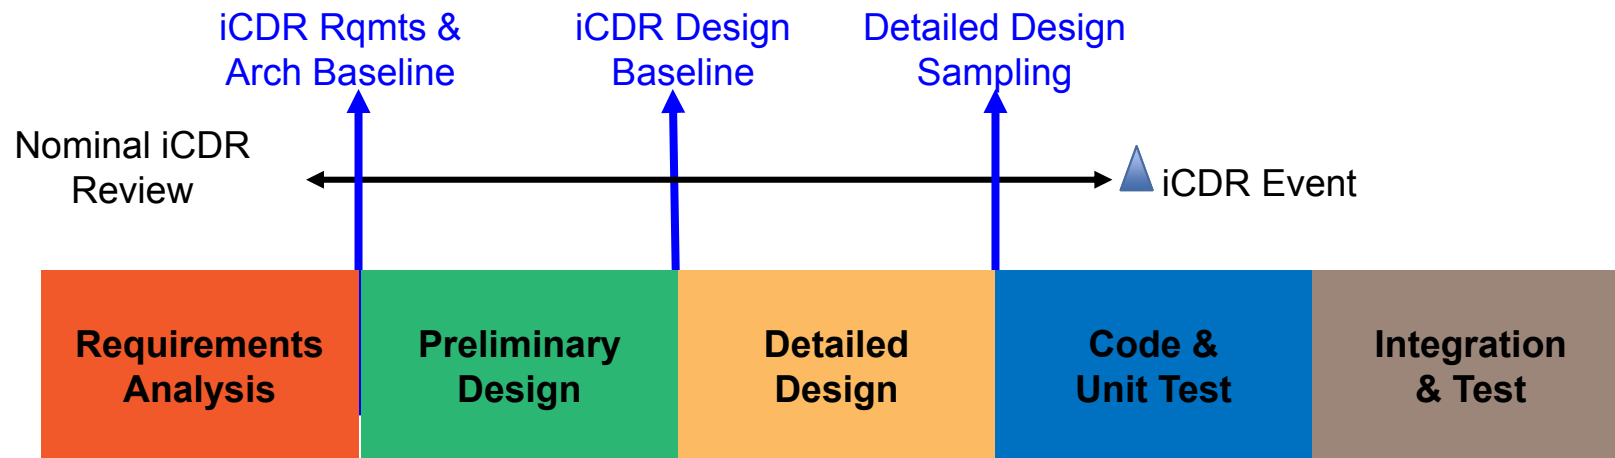 iCDR Rqmts &
Arch Baseline
iCDR Design
Baseline
Detailed Design
Sampling
Nominal iCDR
Review
iCDR Event
Requirements
Analysis
Preliminary
Design
Detailed
Design
Code &
Unit Test
Integration
& Test